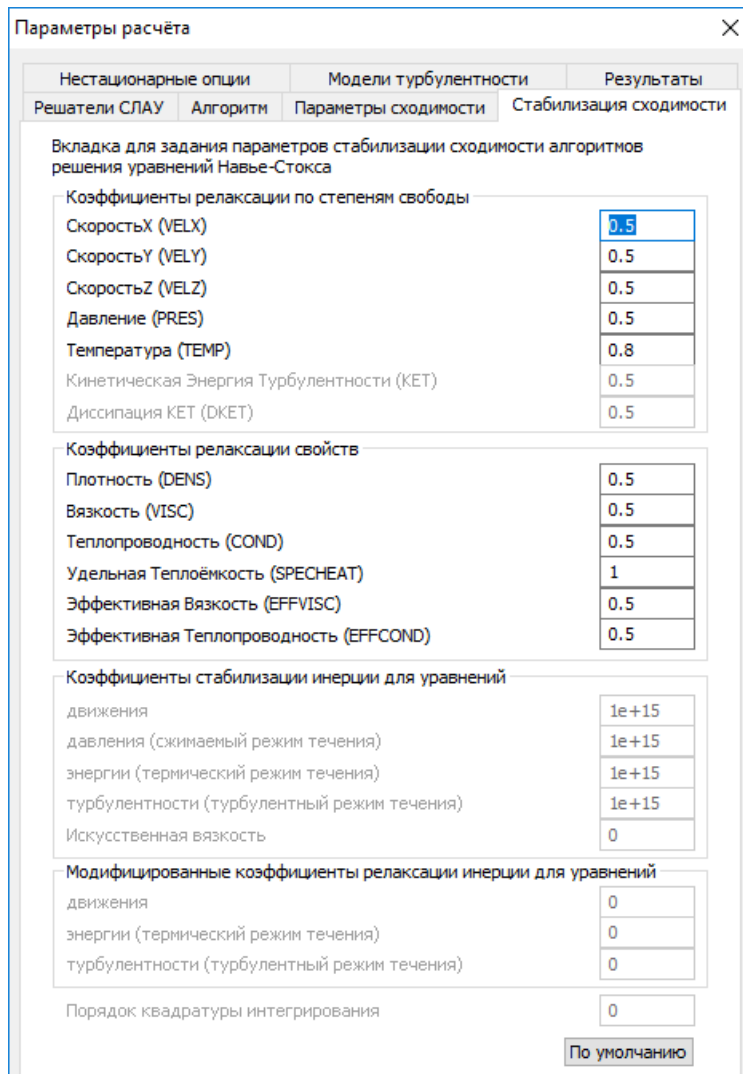 Параметры расчёта
Нестационарные опции Модели турбулентности Результаты
Решатели СЛАУ Алгоритм Параметры сходимости Стабилизация сходимости
Вкладка для задания параметров стабилизации сходимости алгоритмов
решения уравнений Навье-Стокса
Коэффициенты релаксации по степеням свободы
СкоростьX (VELX) 0.5
СкоростьY (VELY) 0.5
СкоростьZ (VELZ) 0.5
Давление (PRES) 0.5
Температура (TEMP) 0.8
Кинетическая Энергия Турбулентности (KET) 0.5
Диссипация KET (DKET) 0.5
Коэффициенты релаксации свойств
Плотность (DENS) 0.5
Вязкость (VISC) 0.5
Теплопроводность (COND) 0.5
Удельная Теплоёмкость (SPECHEAT) 1
Эффективная Вязкость (EFFVISC) 0.5
Эффективная Теплопроводность (EFFCOND) 0.5
Коэффициенты стабилизации инерции для уравнений
движения 1e+15
давления (сжимаемый режим течения) 1e+15
энергии (термический режим течения) 1e+15
турбулентности (турбулентный режим течения) 1e+15
Искусственная вязкость 0
Модифицированные коэффициенты релаксации инерции для уравнений
движения 0
энергии (термический режим течения) 0
турбулентности (турбулентный режим течения) 0
Порядок квадратуры интегрирования 0
По умолчанию